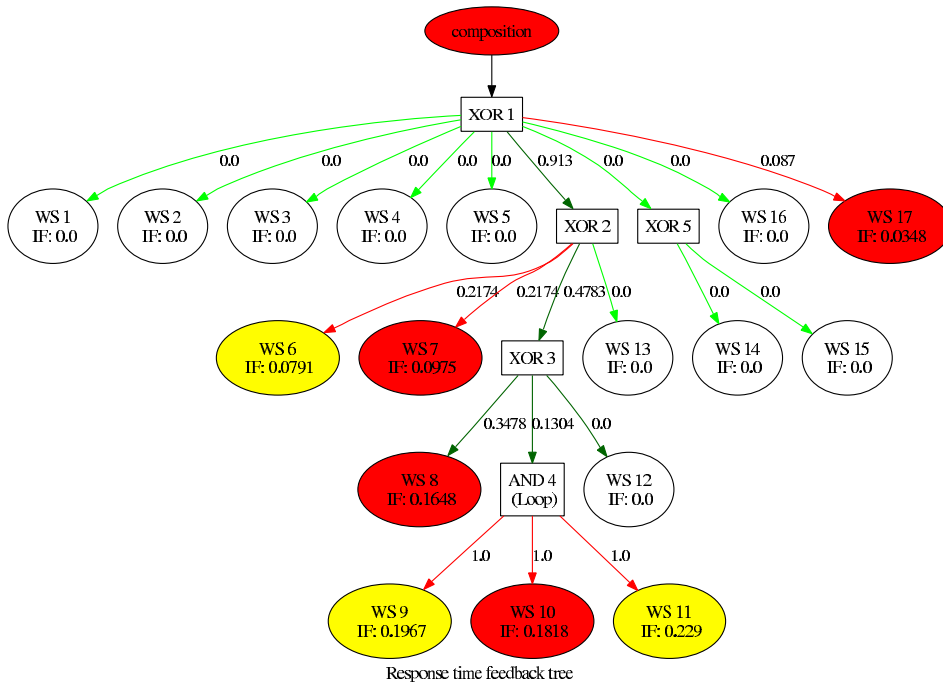 composition
XOR 1
0.0
0.0
0.0
0.0
0.0
0.913
0.0
0.0
0.087
WS 1
IF: 0.0
WS 2
IF: 0.0
WS 3
IF: 0.0
WS 4
IF: 0.0
WS 5
IF: 0.0
XOR 2
XOR 5
WS 16
IF: 0.0
WS 17
IF: 0.0348
0.2174
0.2174
0.4783
0.0
0.0
0.0
WS 6
IF: 0.0791
WS 7
IF: 0.0975
XOR 3
WS 13
IF: 0.0
WS 14
IF: 0.0
WS 15
IF: 0.0
0.3478
0.1304
0.0
WS 8
IF: 0.1648
AND 4
(Loop)
WS 12
IF: 0.0
1.0
1.0
1.0
WS 9
IF: 0.1967
WS 10
IF: 0.1818
WS 11
IF: 0.229
Response time feedback tree